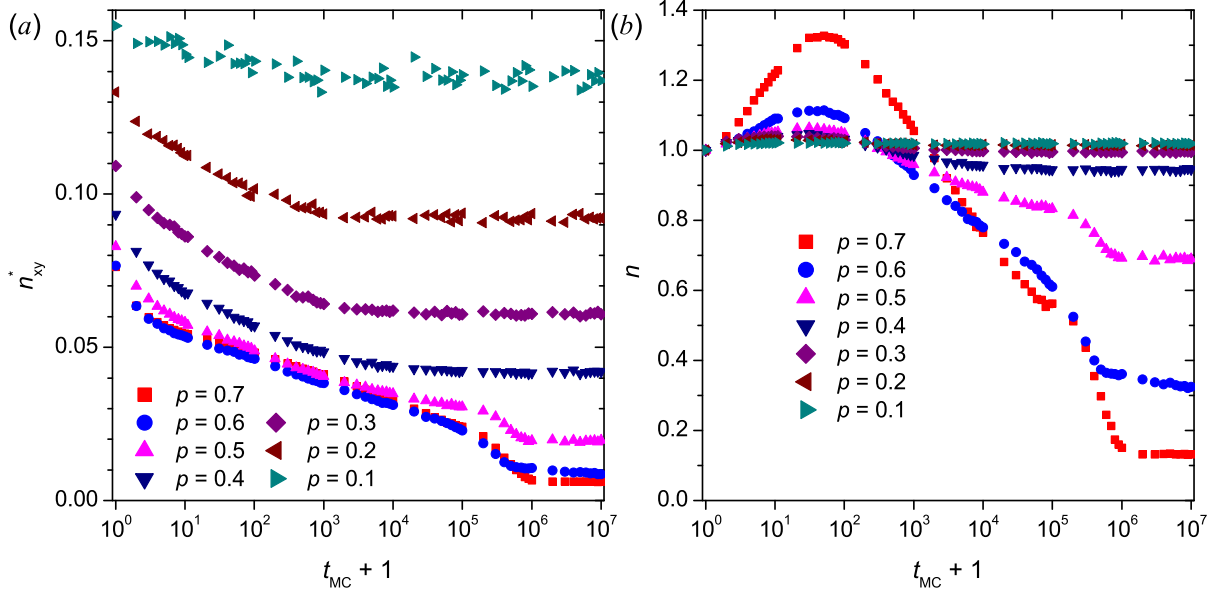 (a)
0.15
0.10
0.05
0.00
n*xy
p = 0.7
p = 0.6
p = 0.5
p = 0.4
p = 0.3
p = 0.2
p = 0.1
10^0 10^1 10^2 10^3 10^4 10^5 10^6 10^7
t_MC + 1
(b)
1.4
1.2
1.0
0.8
0.6
0.4
0.2
0.0
n
p = 0.7
p = 0.6
p = 0.5
p = 0.4
p = 0.3
p = 0.2
p = 0.1
10^0 10^1 10^2 10^3 10^4 10^5 10^6 10^7
t_MC + 1